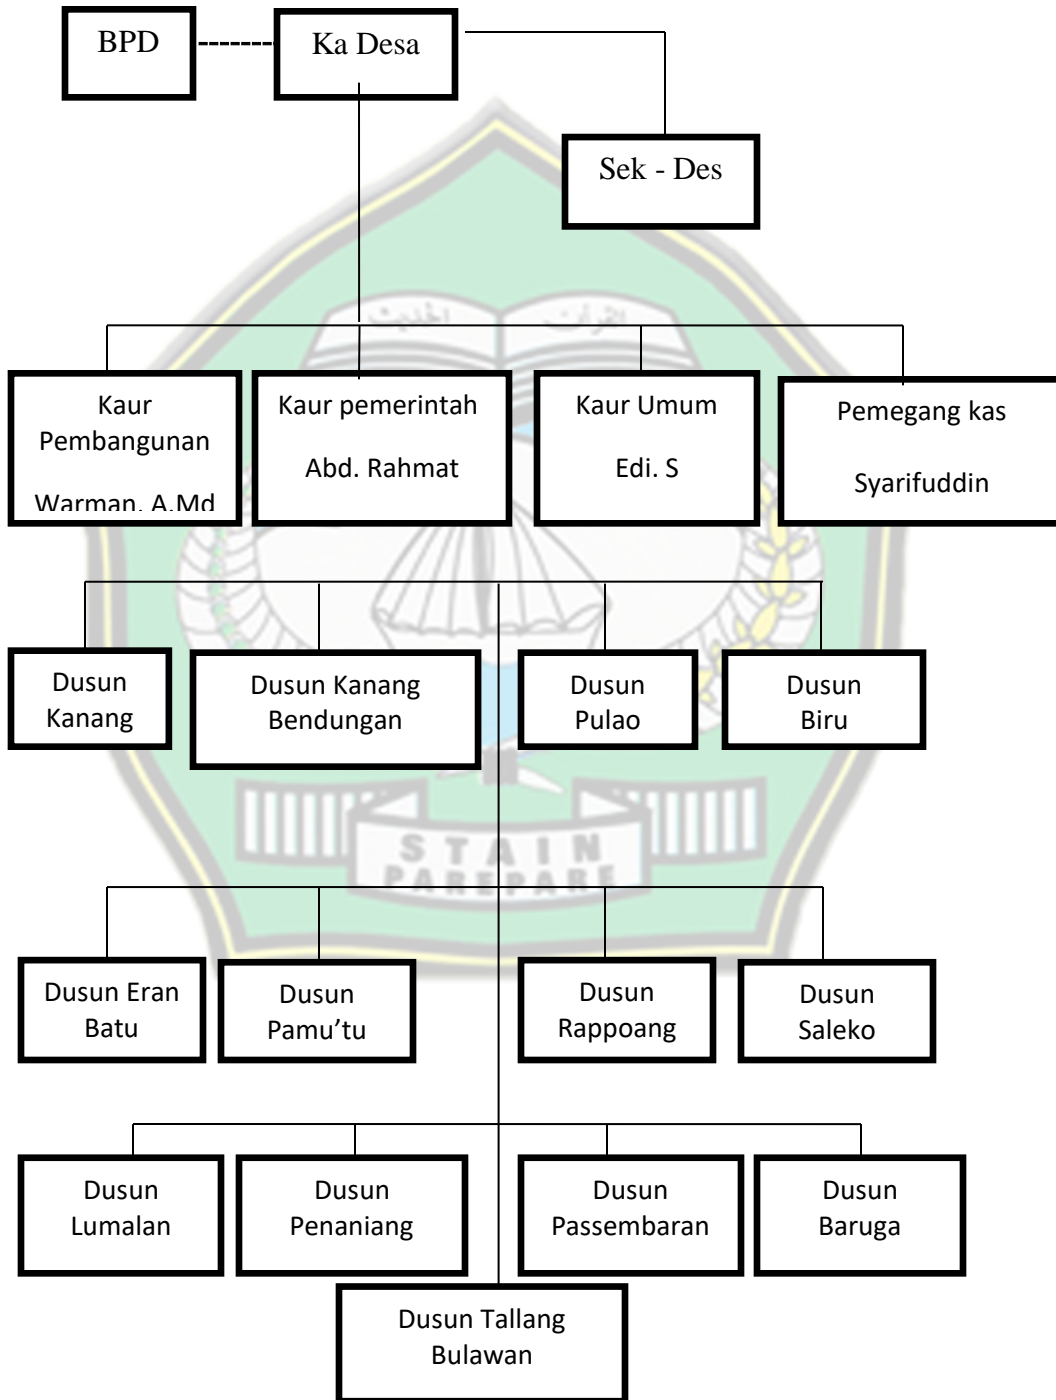 BPD
Ka Desa
Sek - Des
القرآن
الحديث
Kaur
Pembangunan
Warman. A.Md
Kaur pemerintah
Abd. Rahmat
Kaur Umum
Edi. S
Pemegang kas
Syarifuddin
Dusun
Kanang
Dusun Kanang
Bendungan
Dusun
Pulao
Dusun
Biru
STAIN
PAREPARE
Dusun Eran
Batu
Dusun
Pamu’tu
Dusun
Rappoang
Dusun
Saleko
Dusun
Lumalan
Dusun
Penaniang
Dusun
Passembaran
Dusun
Baruga
Dusun Tallang
Bulawan